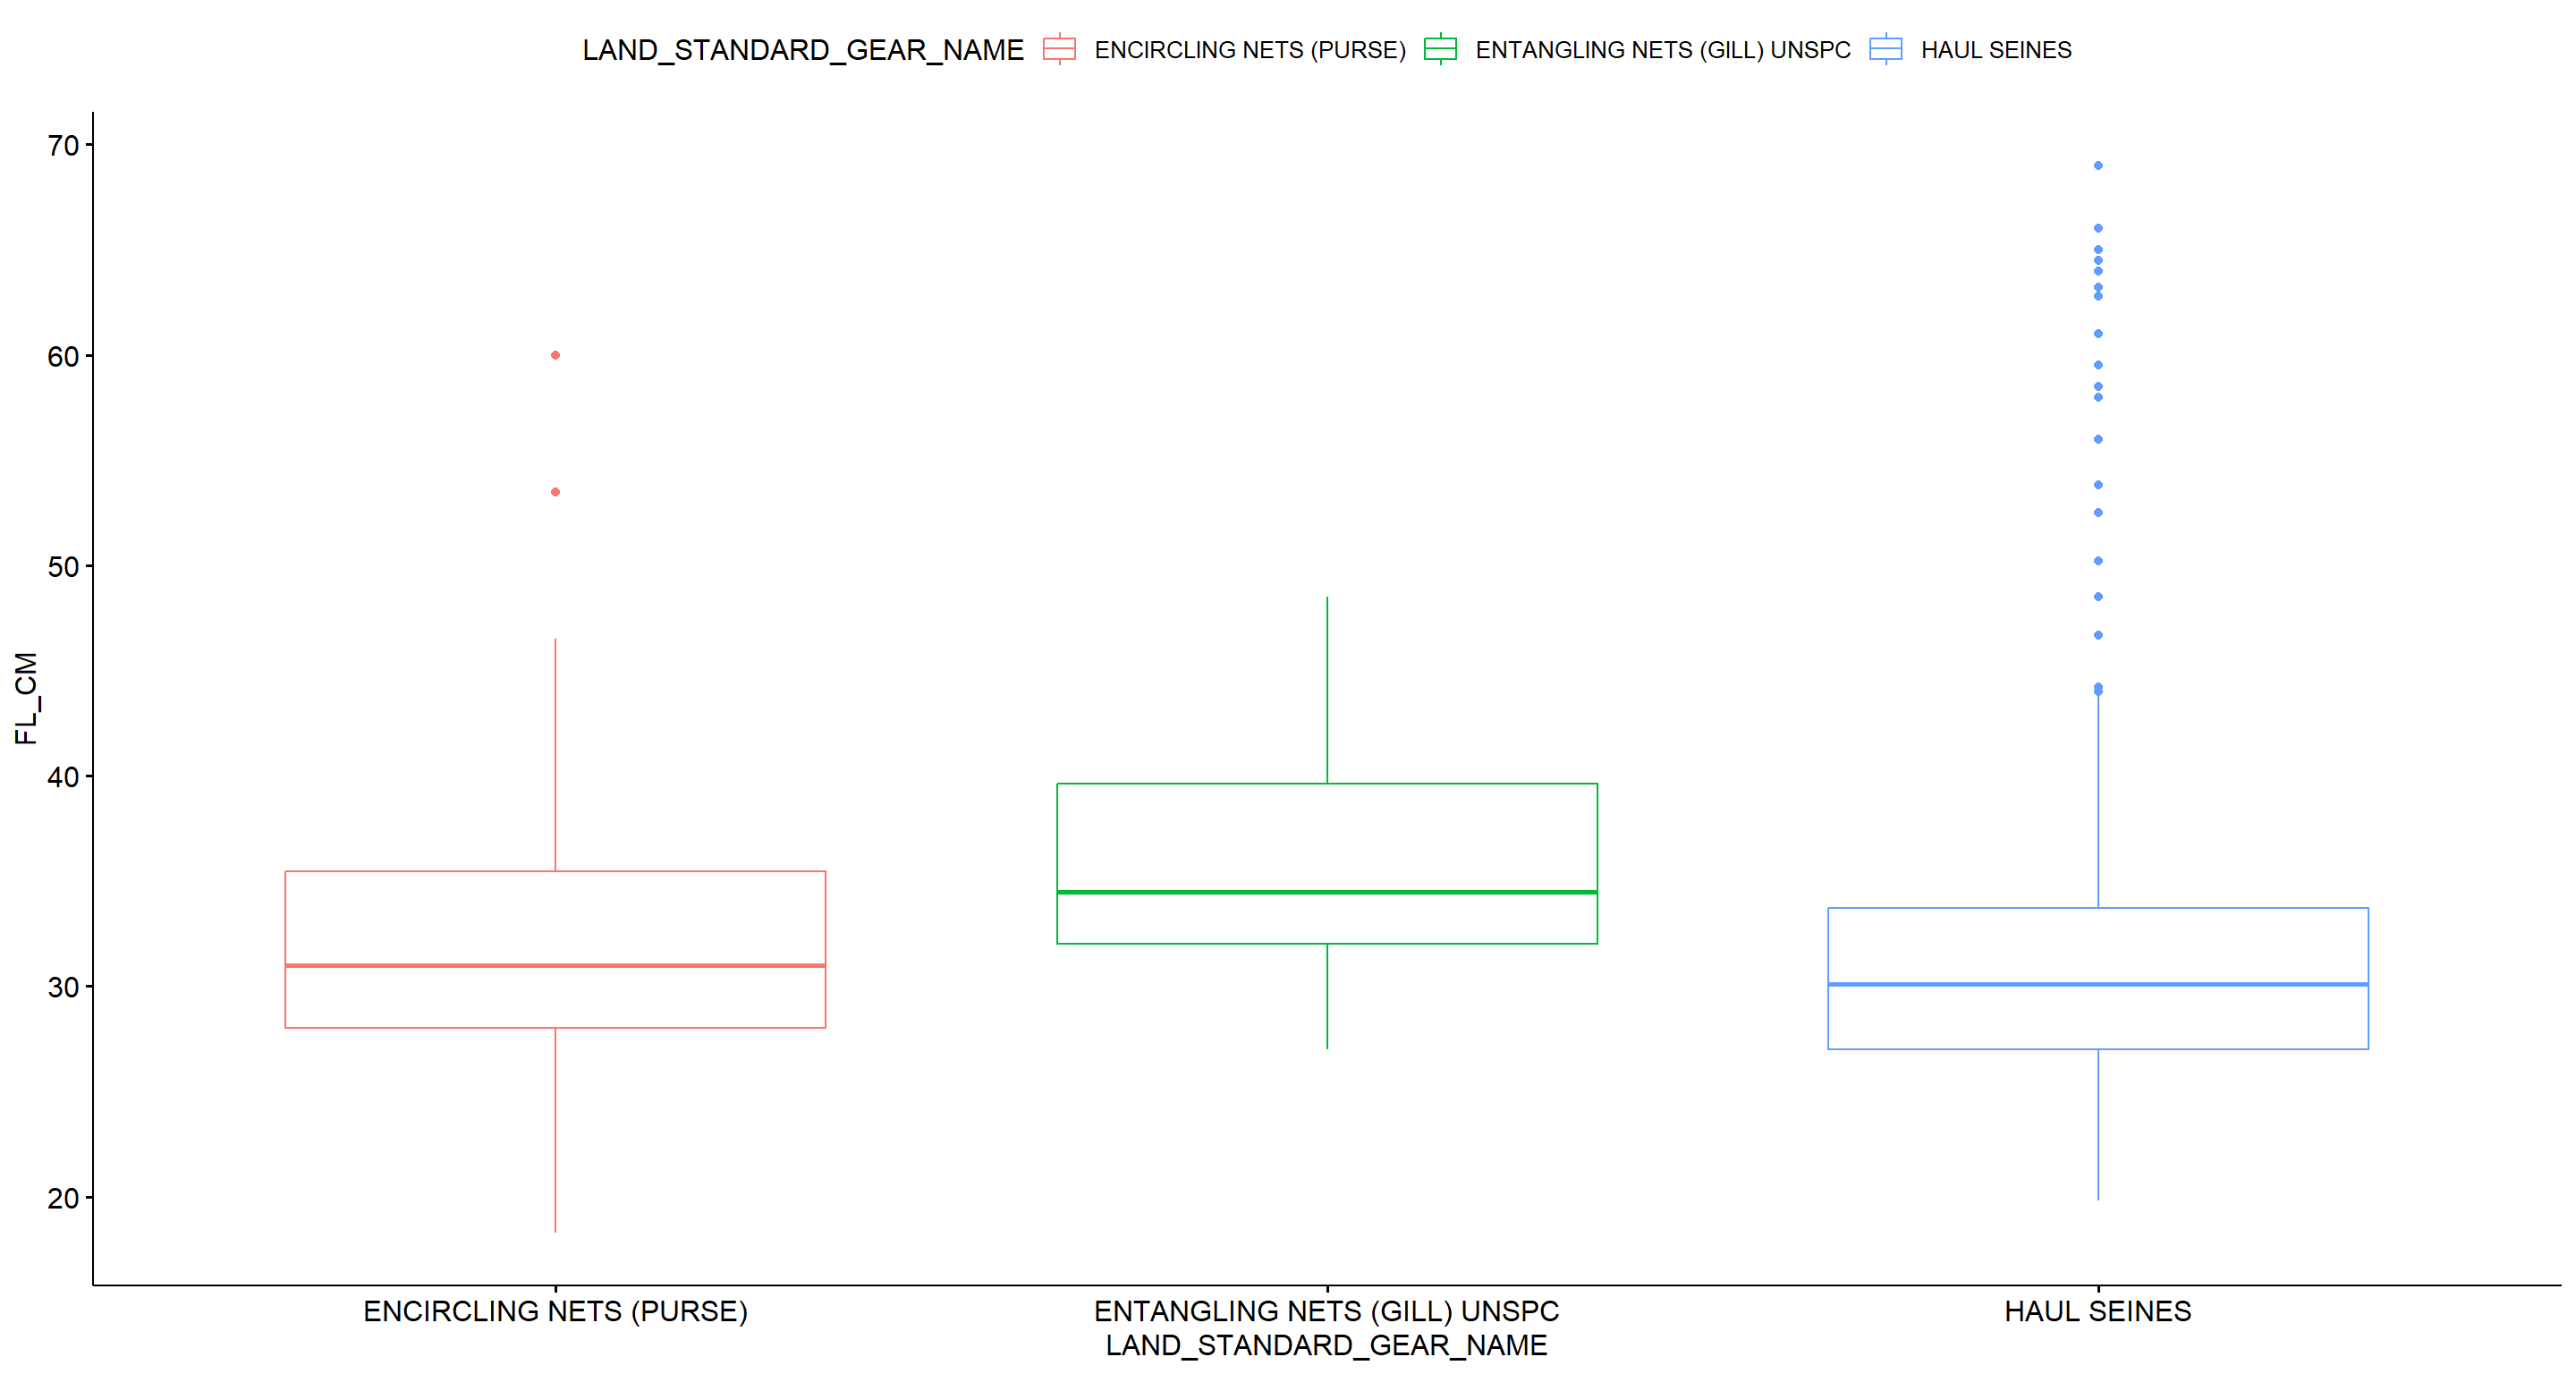 LAND_STANDARD_GEAR_NAME ENCIRCLING NETS (PURSE) ENTANGLING NETS (GILL) UNSPC HAUL SEINES
70
60
50
40
30
20
FL_CM
ENCIRCLING NETS (PURSE) ENTANGLING NETS (GILL) UNSPC HAUL SEINES
LAND_STANDARD_GEAR_NAME